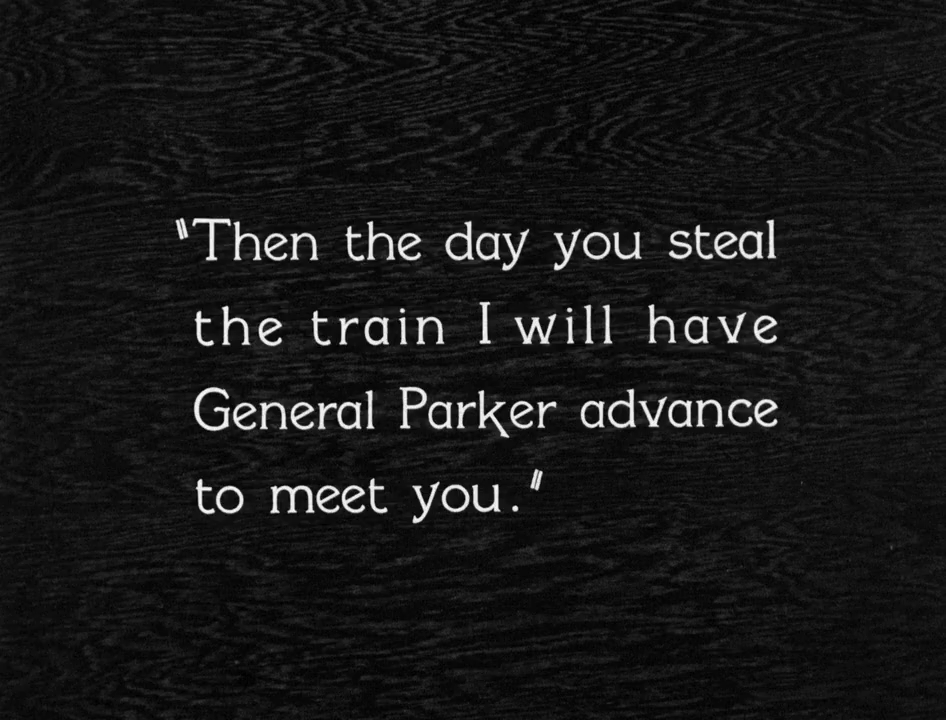 "Then the day you steal
the train I will have
General Parker advance
to meet you."